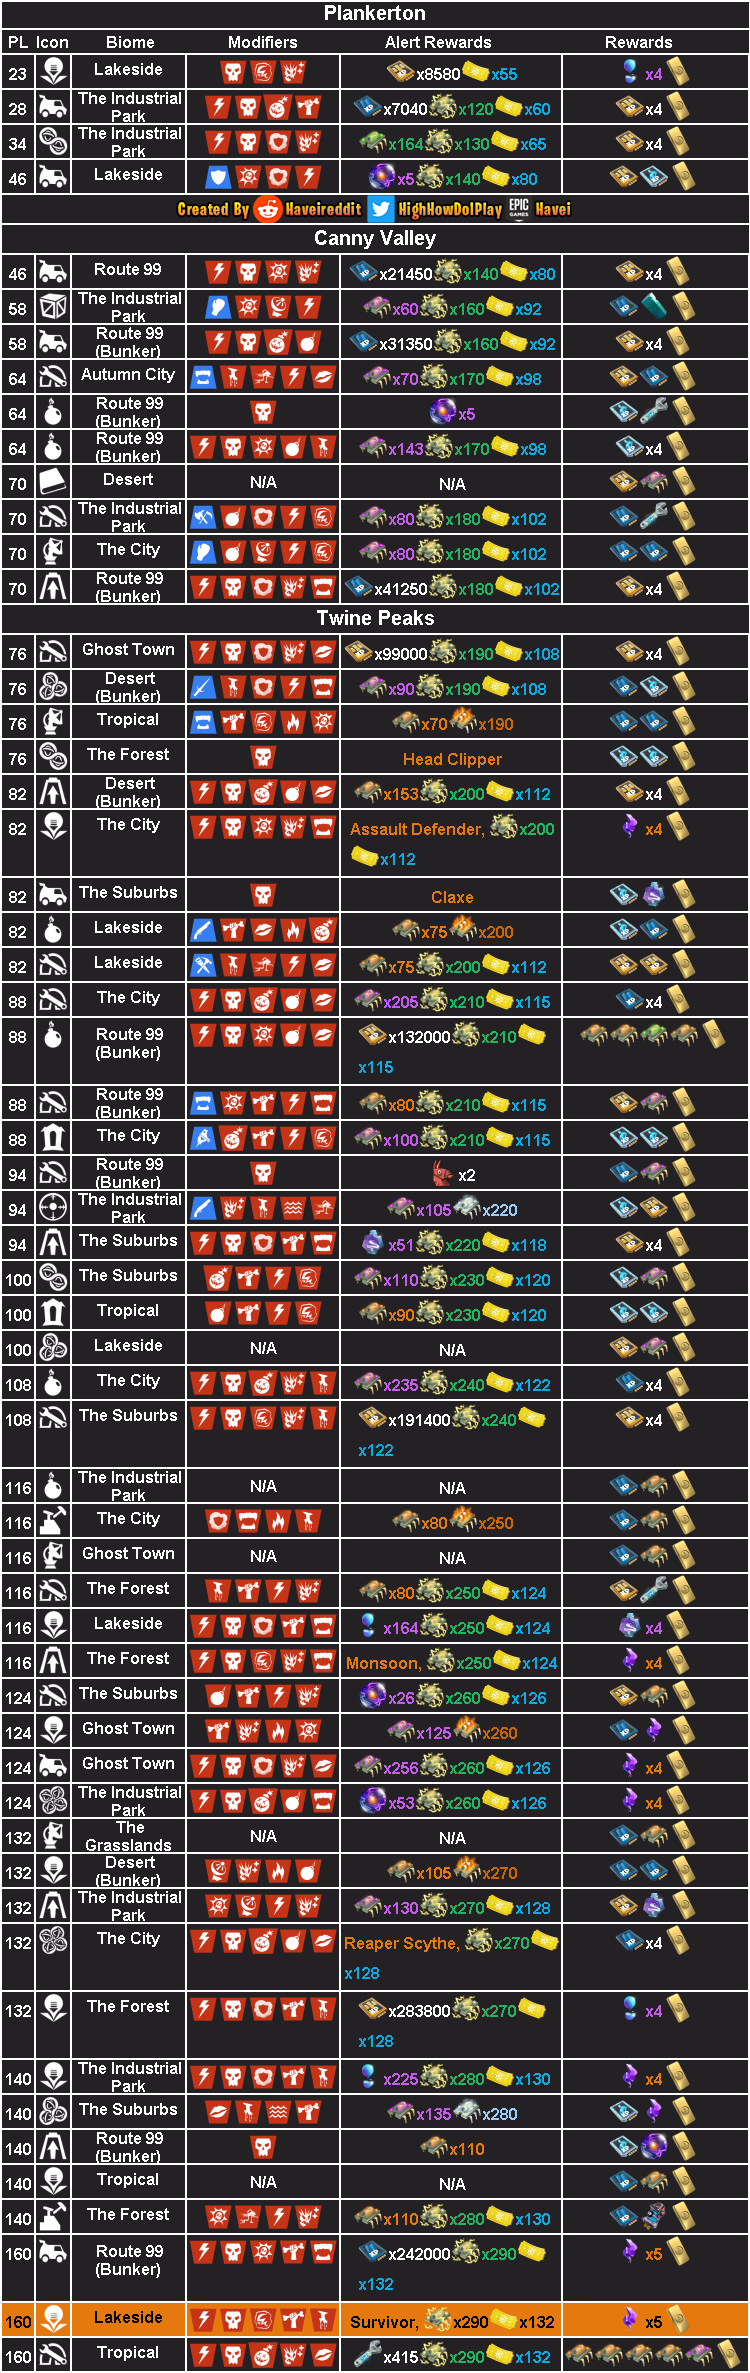 Plankerton
PL Icon Biome Modifiers Alert Rewards Rewards
23 Lakeside x8580 x55 x4
28 The Industrial Park x7040 x120 x60 x4
34 The Industrial Park x164 x130 x65 x4
46 Lakeside x5 x140 x80
Created By Haveireddit HighHowDoIPlay EPIC GAMES Havei
Canny Valley
46 Route 99 x21450 x140 x80 x4
58 The Industrial Park x60 x160 x92
58 Route 99 (Bunker) x31350 x160 x92 x4
64 Autumn City x70 x170 x98
64 Route 99 (Bunker) x5
64 Route 99 (Bunker) x143 x170 x98 x4
70 Desert N/A N/A
70 The Industrial Park x80 x180 x102
70 The City x80 x180 x102
70 Route 99 (Bunker) x41250 x180 x102 x4
Twine Peaks
76 Ghost Town x99000 x190 x108 x4
76 Desert (Bunker) x90 x190 x108
76 Tropical x70 x190
76 The Forest Head Clipper
82 Desert (Bunker) x153 x200 x112 x4
82 The City Assault Defender, x200 x4
x112
82 The Suburbs Claxe
82 Lakeside x75 x200
82 Lakeside x75 x200 x112
88 The City x205 x210 x115 x4
88 Route 99 (Bunker) x132000 x210
x115
88 Route 99 (Bunker) x80 x210 x115
88 The City x100 x210 x115
94 Route 99 (Bunker) x2
94 The Industrial Park x105 x220
94 The Suburbs x51 x220 x118 x4
100 The Suburbs x110 x230 x120
100 Tropical x90 x230 x120
100 Lakeside N/A N/A
108 The City x235 x240 x122 x4
108 The Suburbs x191400 x240 x4
x122
116 The Industrial Park N/A N/A
116 The City x80 x250
116 Ghost Town N/A N/A
116 The Forest x80 x250 x124
116 Lakeside x164 x250 x124 x4
116 The Forest Monsoon, x250 x124 x4
124 The Suburbs x26 x260 x126
124 Ghost Town x125 x260
124 Ghost Town x256 x260 x126 x4
124 The Industrial Park x53 x260 x126 x4
132 The Grasslands N/A N/A
132 Desert (Bunker) x105 x270
132 The Industrial Park x130 x270 x128
132 The City Reaper Scythe, x270 x4
x128
132 The Forest x283800 x270 x4
x128
140 The Industrial Park x225 x280 x130 x4
140 The Suburbs x135 x280
140 Route 99 (Bunker) x110
140 Tropical N/A N/A
140 The Forest x110 x280 x130
160 Route 99 (Bunker) x242000 x290 x5
x132
160 Lakeside Survivor, x290 x132 x5
160 Tropical x415 x290 x132